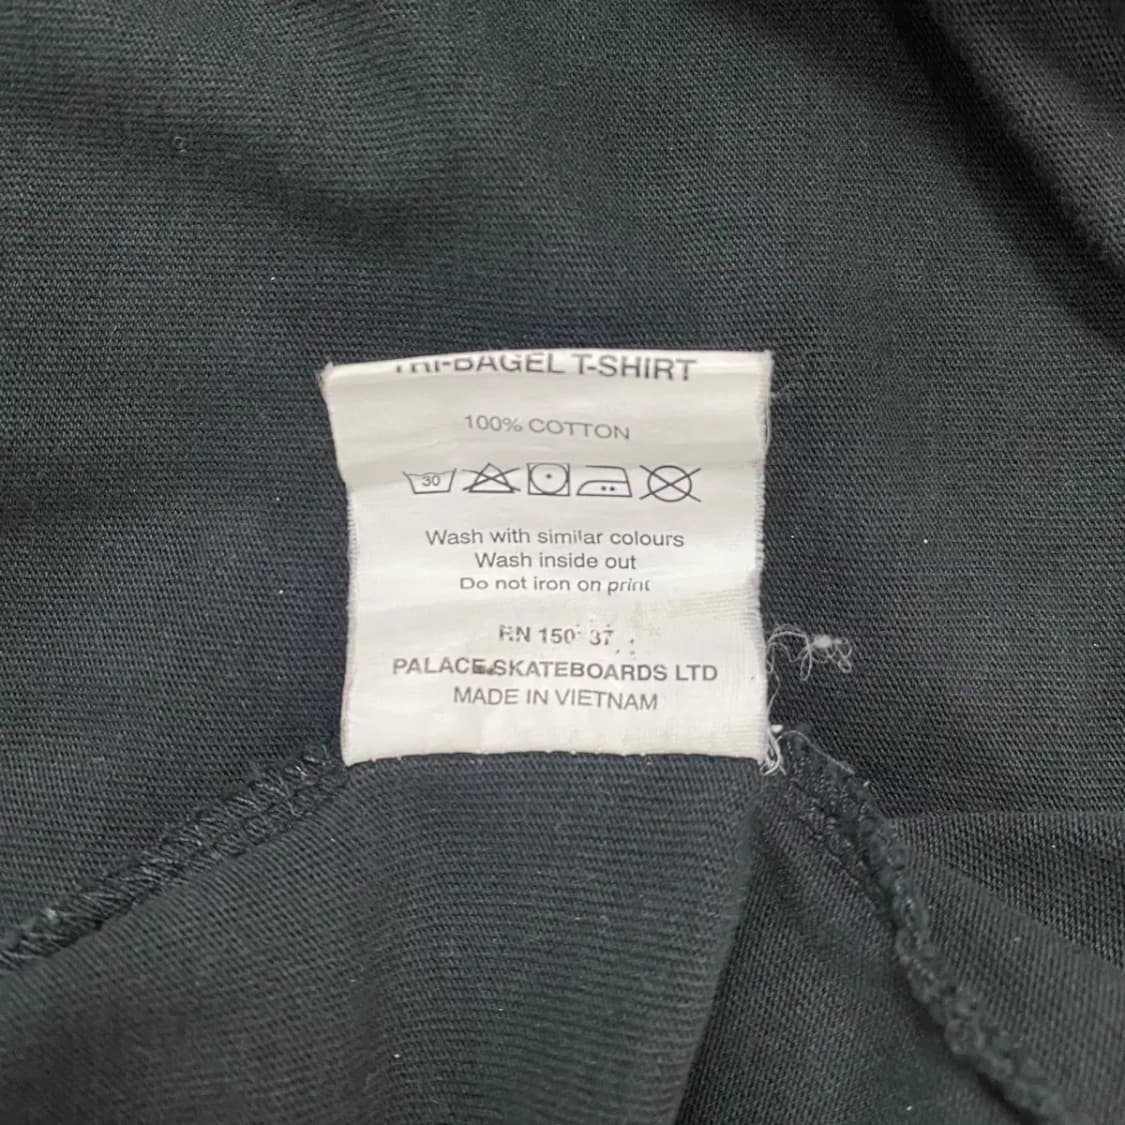 TRI-BAGEL T-SHIRT
100% COTTON
30
Wash with similar colours
Wash inside out
Do not iron on print
RN
PALACE SKATEBOARDS LTD
MADE IN VIETNAM